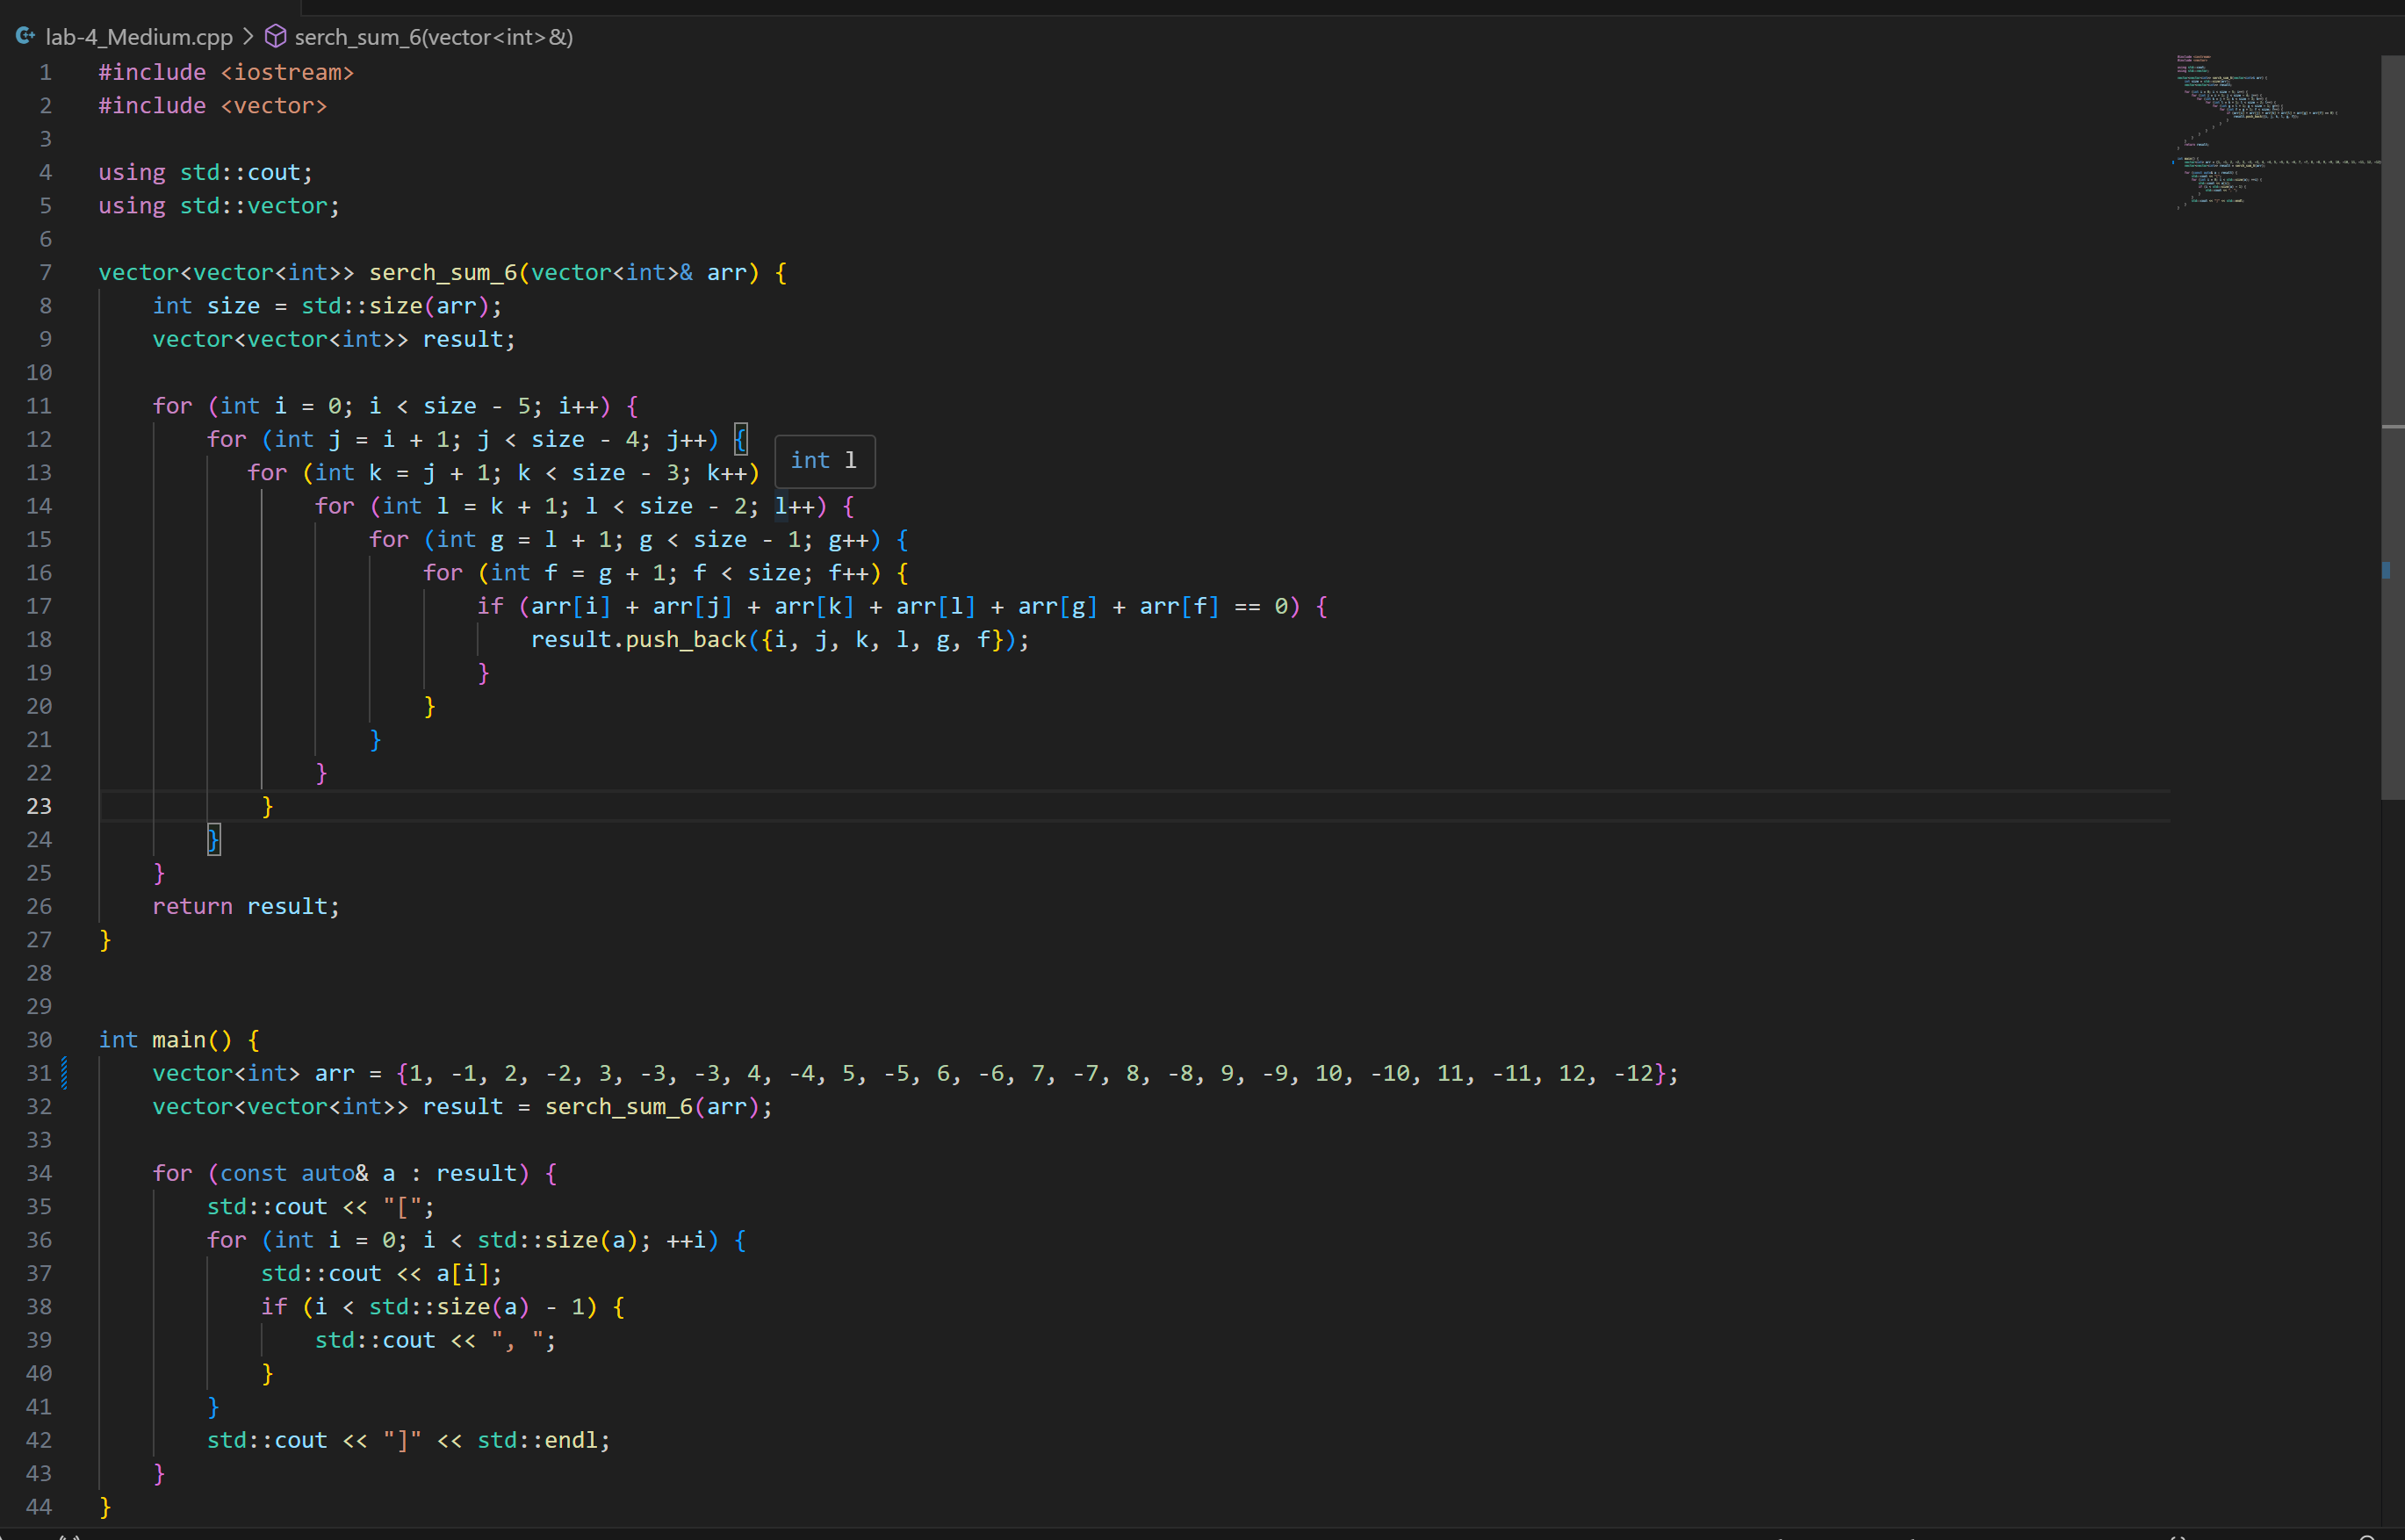 lab-4_Medium.cpp > serch_sum_6(vector<int>&)
1 #include <iostream>
2 #include <vector>
3
4 using std::cout;
5 using std::vector;
6
7 vector<vector<int>> serch_sum_6(vector<int>& arr) {
8     int size = std::size(arr);
9     vector<vector<int>> result;
10
11     for (int i = 0; i < size - 5; i++) {
12         for (int j = i + 1; j < size - 4; j++) {
int l
13            for (int k = j + 1; k < size - 3; k++)
14                 for (int l = k + 1; l < size - 2; l++) {
15                     for (int g = l + 1; g < size - 1; g++) {
16                         for (int f = g + 1; f < size; f++) {
17                             if (arr[i] + arr[j] + arr[k] + arr[l] + arr[g] + arr[f] == 0) {
18                                 result.push_back({i, j, k, l, g, f});
19                             }
20                         }
21                     }
22                 }
23             }
24         }
25     }
26     return result;
27 }
28
29
30 int main() {
31     vector<int> arr = {1, -1, 2, -2, 3, -3, -3, 4, -4, 5, -5, 6, -6, 7, -7, 8, -8, 9, -9, 10, -10, 11, -11, 12, -12};
32     vector<vector<int>> result = serch_sum_6(arr);
33
34     for (const auto& a : result) {
35         std::cout << "[";
36         for (int i = 0; i < std::size(a); ++i) {
37             std::cout << a[i];
38             if (i < std::size(a) - 1) {
39                 std::cout << ", ";
40             }
41         }
42         std::cout << "]" << std::endl;
43     }
44 }